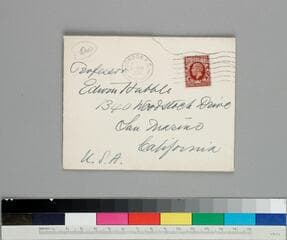 Professor
Edwin Hubble
1340 Woodstock Drive
San Marino
California
U.S.A.